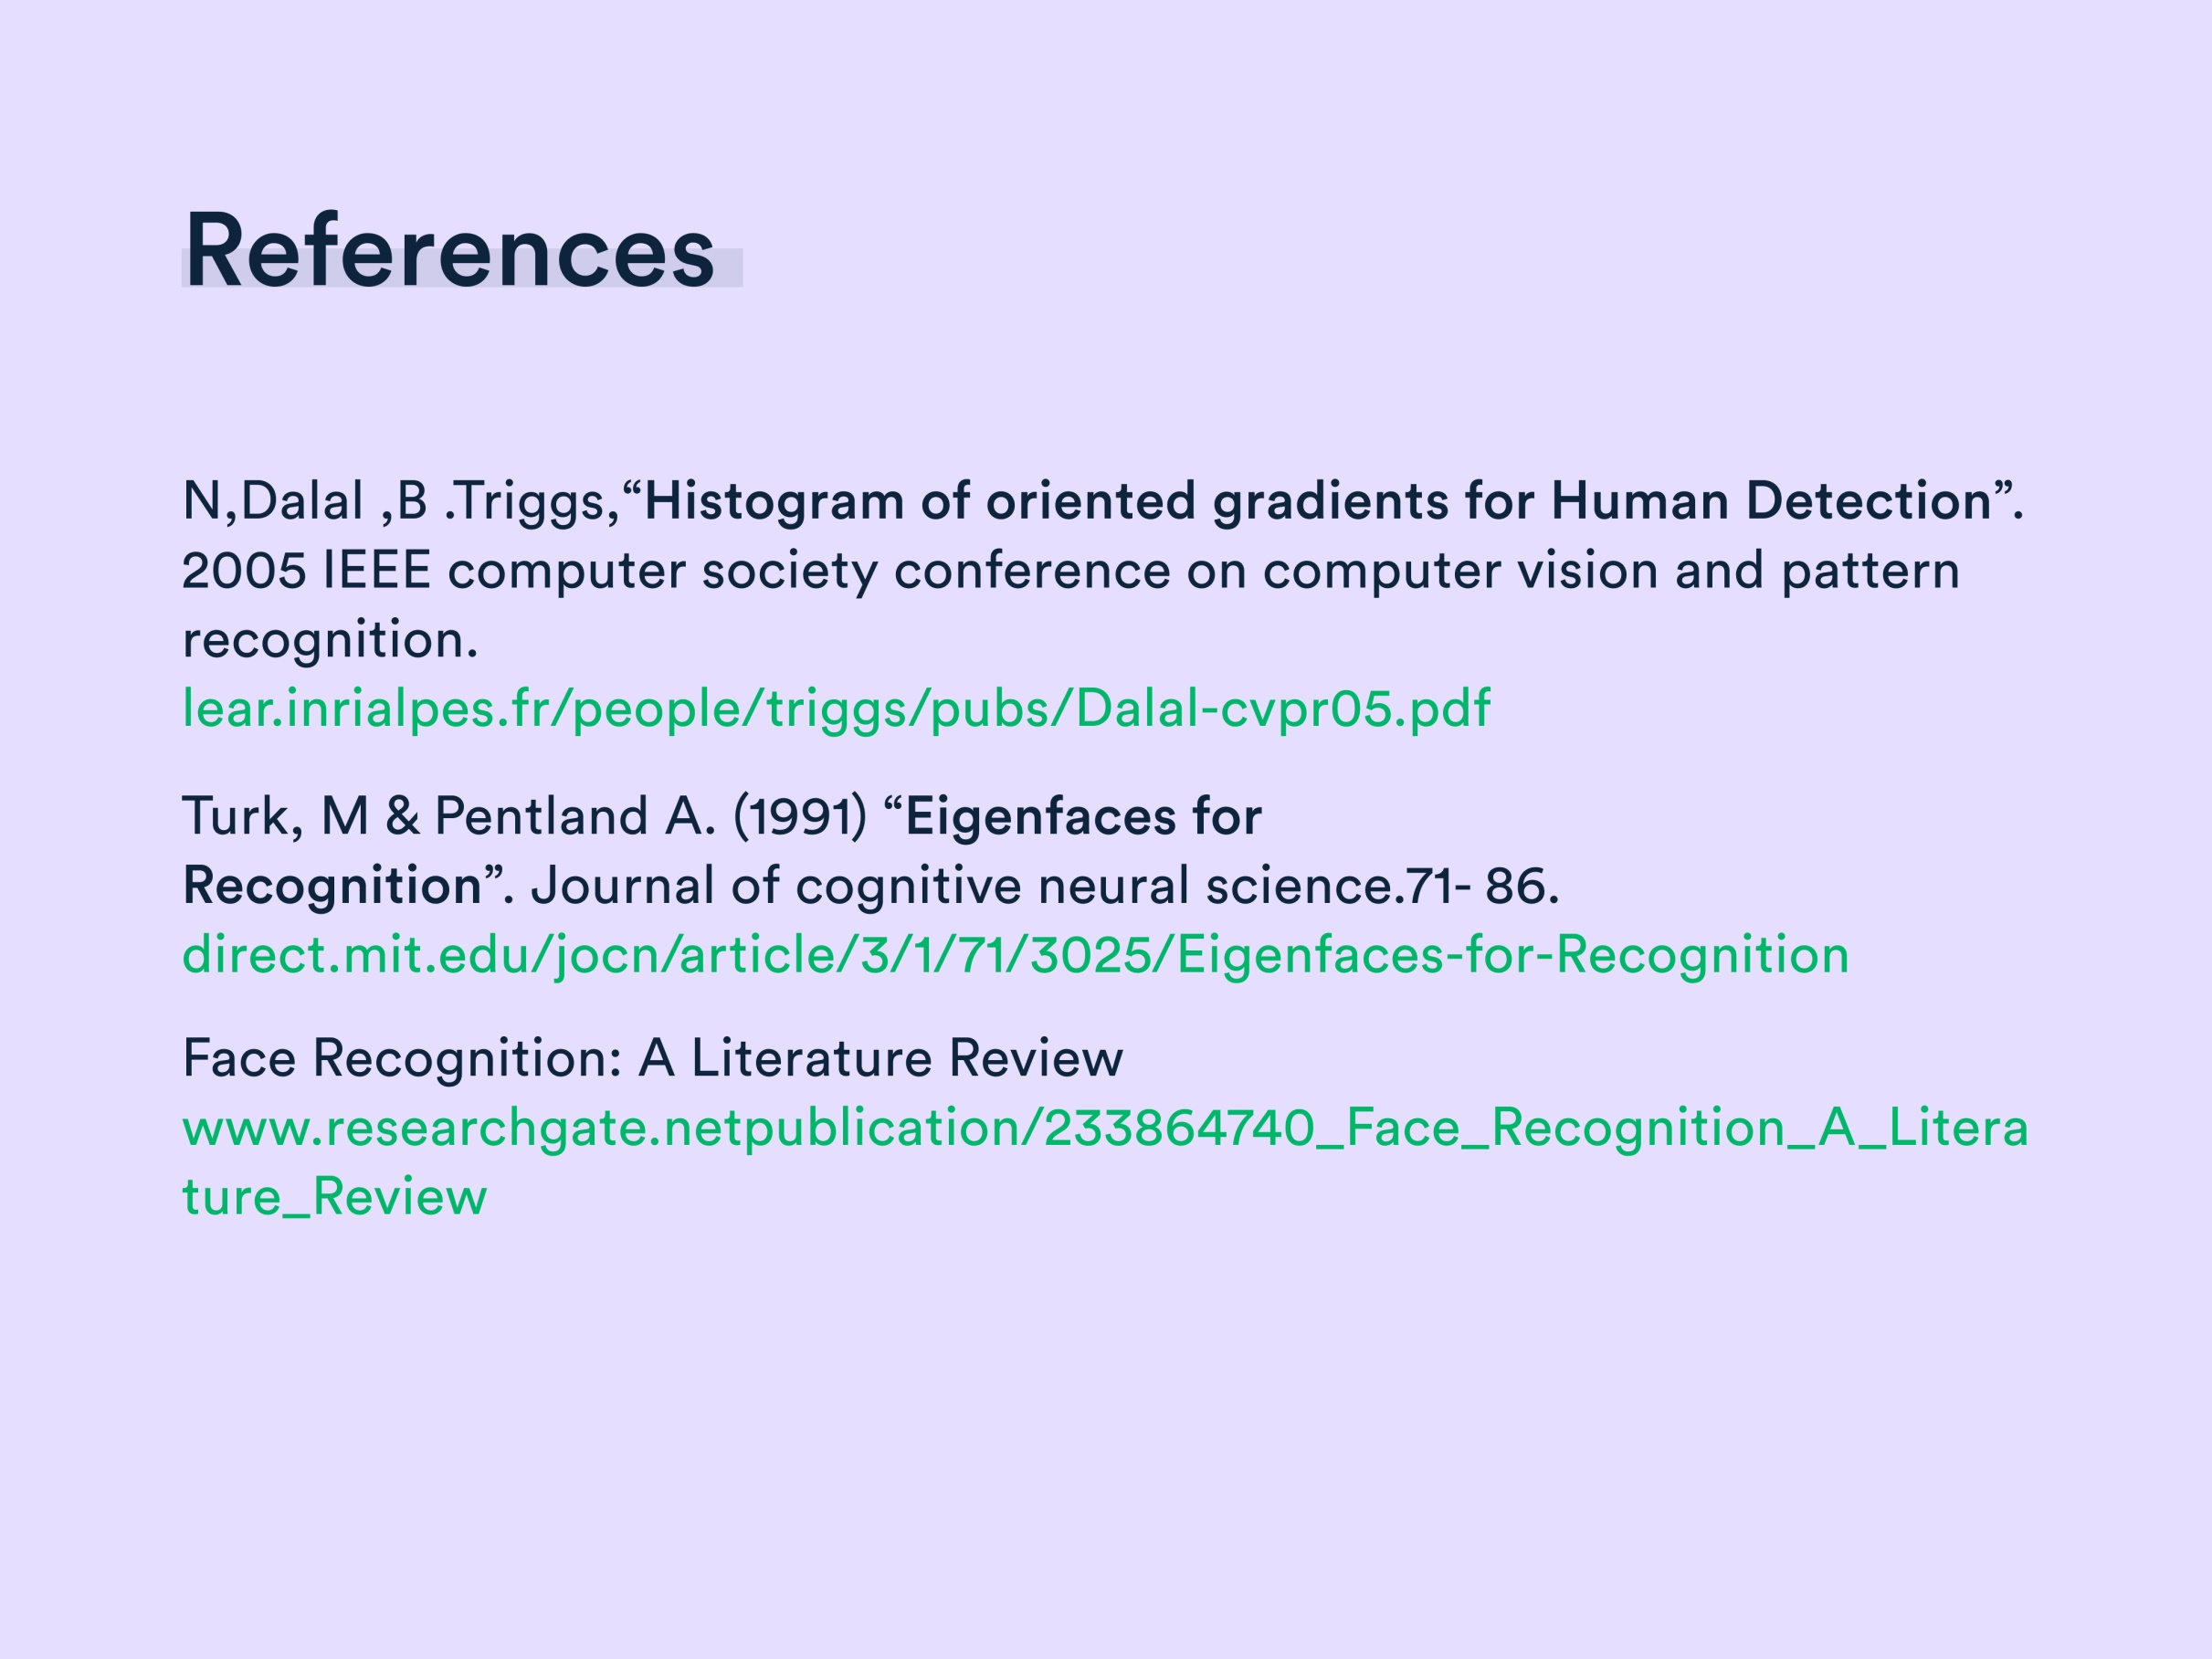 References
N,Dalal ,B .Triggs,“Histogram of oriented gradients for Human Detection”.
2005 IEEE computer society conference on computer vision and pattern
recognition.
lear.inrialpes.fr/people/triggs/pubs/Dalal-cvpr05.pdf
Turk, M & Pentland A. (1991) “Eigenfaces for
Recognition”. Journal of cognitive neural science.71- 86.
direct.mit.edu/jocn/article/3/1/71/3025/Eigenfaces-for-Recognition
Face Recognition: A Literature Review
www.researchgate.netpublication/233864740_Face_Recognition_A_Litera
ture_Review